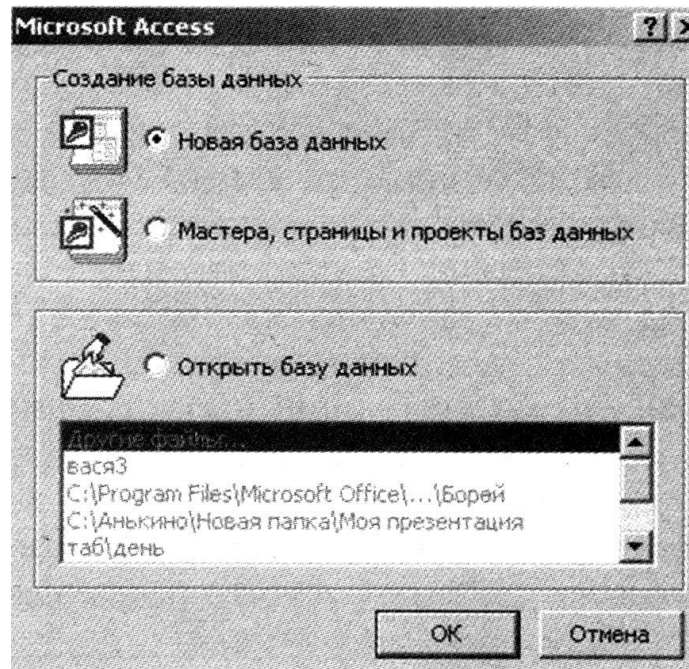 Microsoft Access
Создание базы данных
Новая база данных
Мастера, страницы и проекты баз данных
Открыть базу данных
Другие файлы...
вася3
C:\Program Files\Microsoft Office\...\Борей
C:\Анькино\Новая папка\Моя презентация
таб\день
ОК
Отмена